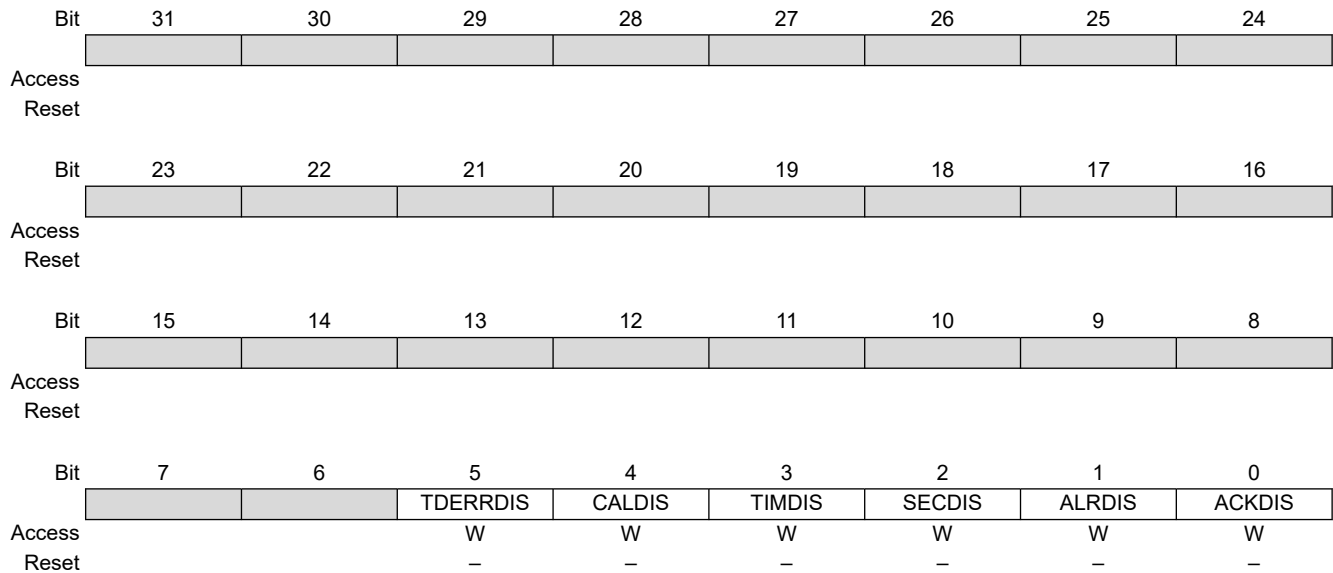 Bit 31 30 29 28 27 26 25 24
Access
Reset
Bit 23 22 21 20 19 18 17 16
Access
Reset
Bit 15 14 13 12 11 10 9 8
Access
Reset
Bit 7 6 5 4 3 2 1 0
TDERRDIS CALDIS TIMDIS SECDIS ALRDIS ACKDIS
Access W W W W W W
Reset – – – – – –